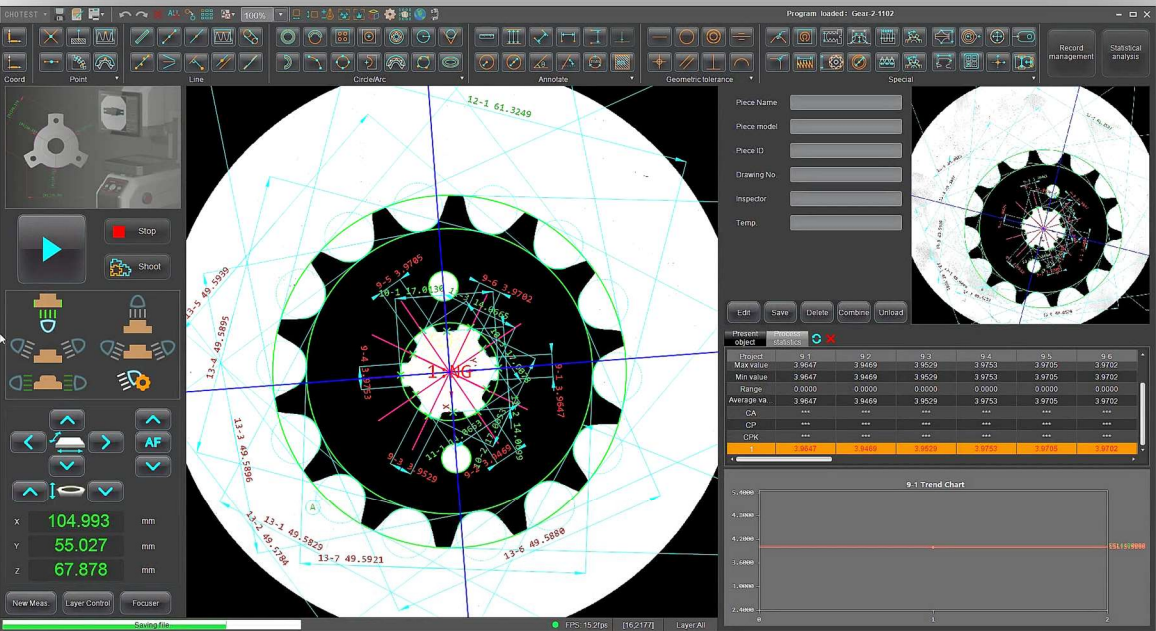 CHOTEST
ALL
100%
Program loaded: Gear-2-1102
Coord
Point
Line
Circle/Arc
Annotate
Geometric tolerance
Special
Record management
Statistical analysis
Stop
Shoot
AF
X 104.993 mm
Y 55.027 mm
Z 67.878 mm
New Meas.
Layer Control
Focuser
Saving file
12-1 61.3249
13-5 49.5939
13-4 49.5895
13-3 49.5896
13-2 49.5784
13-1 49.5829
13-7 49.5921
13-6 49.5880
9-5 3.9705
9-6 3.9702
10-1 17.0130
9-4 3.9753
9-1 3.9647
9-3 3.9529
9-2 3.9469
1 NG
A
FPS: 15.2fps
[16,2177]
Layer:All
Piece Name
Piece model
Piece ID
Drawing No.
Inspector
Temp.
Edit
Save
Delete
Combine
Unload
Present object
Process statistics
Project 9-1 9-2 9-3 9-4 9-5 9-6
Max value 3.9647 3.9469 3.9529 3.9753 3.9705 3.9702
Min value 3.9647 3.9469 3.9529 3.9753 3.9705 3.9702
Range 0.0000 0.0000 0.0000 0.0000 0.0000 0.0000
Average va... 3.9647 3.9469 3.9529 3.9753 3.9705 3.9702
CA *** *** *** *** *** ***
CP *** *** *** *** *** ***
CPK *** *** *** *** *** ***
1 3.9647 3.9469 3.9529 3.9753 3.9705 3.9702
9-1 Trend Chart
5.4000
4.8000
4.2000
3.6000
3.0000
2.4000
0 1 2